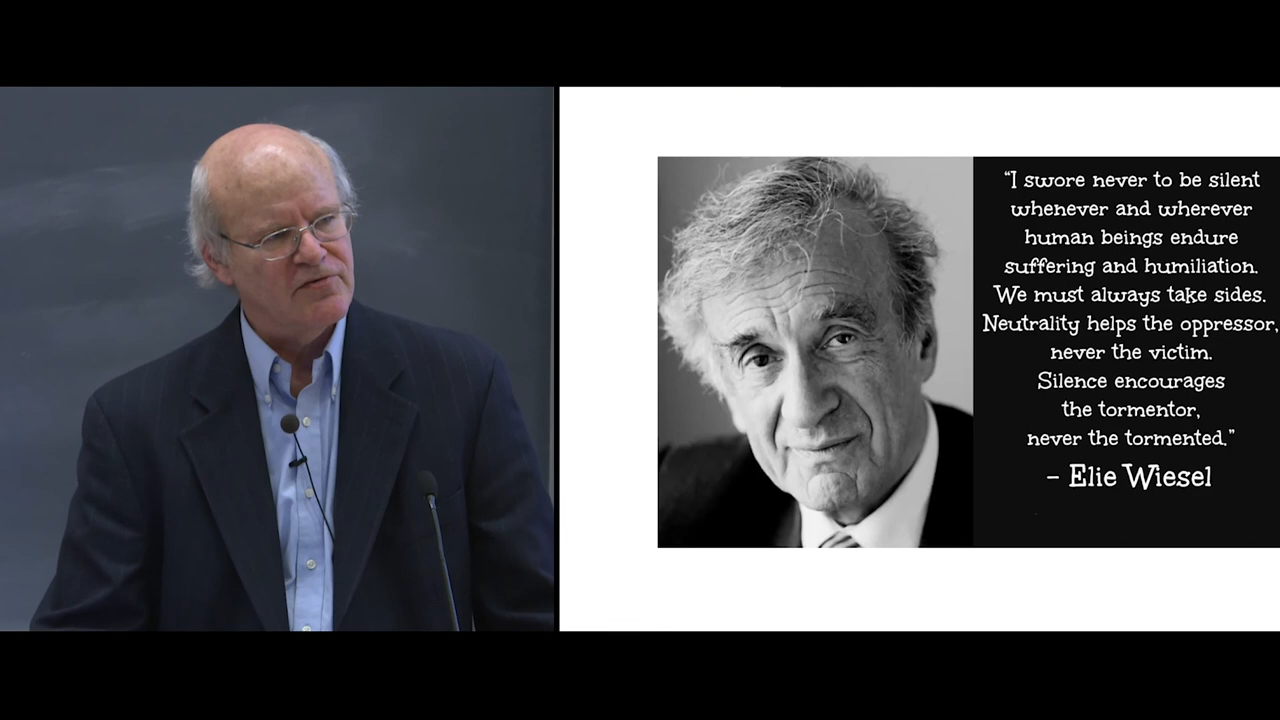 “I swore never to be silent
whenever and wherever
human beings endure
suffering and humiliation.
We must always take sides.
Neutrality helps the oppressor,
never the victim.
Silence encourages
the tormentor,
never the tormented.”
– Elie Wiesel